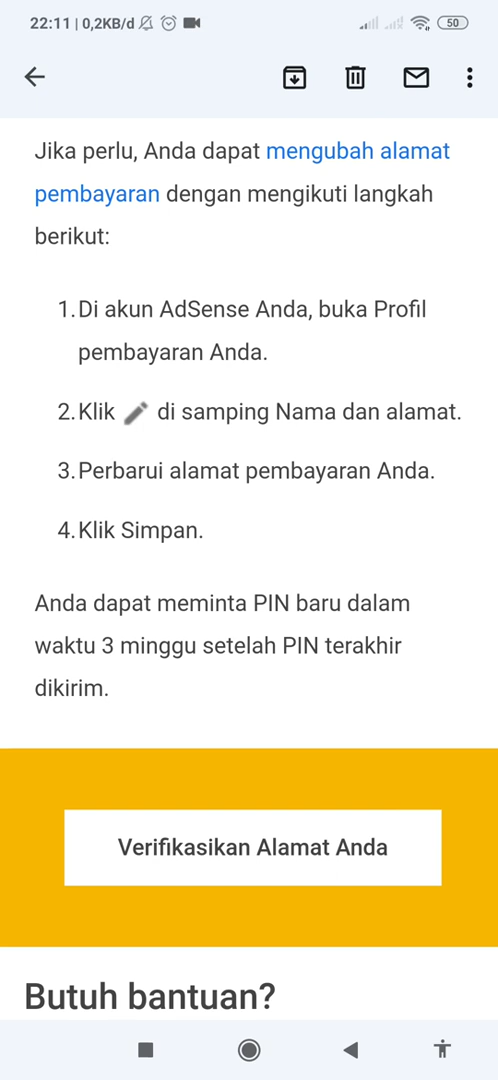 22:11 | 0,2KB/d
50
Jika perlu, Anda dapat mengubah alamat
pembayaran dengan mengikuti langkah
berikut:
1. Di akun AdSense Anda, buka Profil
pembayaran Anda.
2. Klik di samping Nama dan alamat.
3. Perbarui alamat pembayaran Anda.
4. Klik Simpan.
Anda dapat meminta PIN baru dalam
waktu 3 minggu setelah PIN terakhir
dikirim.
Verifikasikan Alamat Anda
Butuh bantuan?